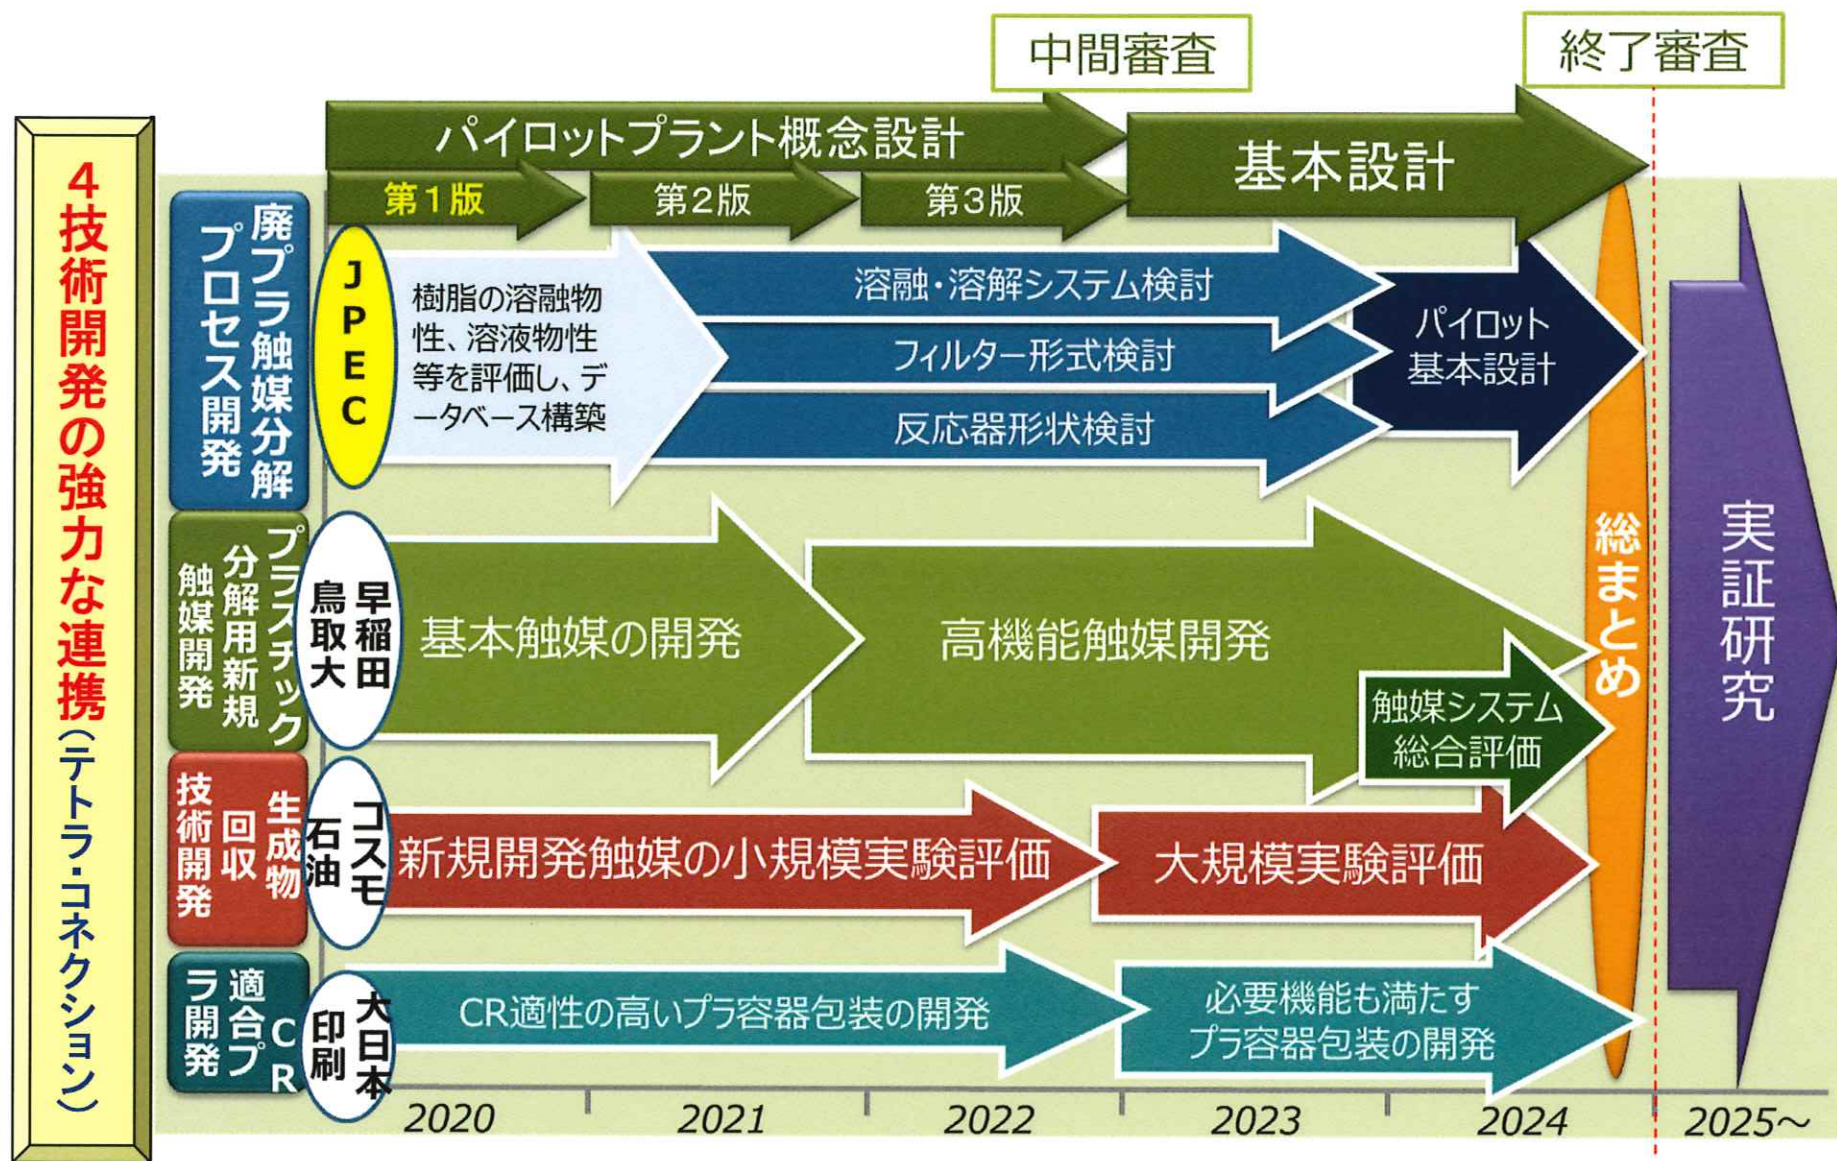 中間審査
終了審査
4技術開発の強力な連携(テトラ・コネクション)
パイロットプラント概念設計
基本設計
第1版
第2版
第3版
廃プラ触媒分解
プロセス開発
JPEC
樹脂の溶融物
性、溶液物性
等を評価し、デ
ータベース構築
溶融・溶解システム検討
フィルター形式検討
反応器形状検討
パイロット
基本設計
プラスチック
分解用新規
触媒開発
早稲田
鳥取大
基本触媒の開発
高機能触媒開発
触媒システム
総合評価
生成物
回収
技術開発
コスモ
石油
新規開発触媒の小規模実験評価
大規模実験評価
CR
適合プ
ラ開発
大日本
印刷
CR適性の高いプラ容器包装の開発
必要機能も満たす
プラ容器包装の開発
総まとめ
実証研究
2020
2021
2022
2023
2024
2025～